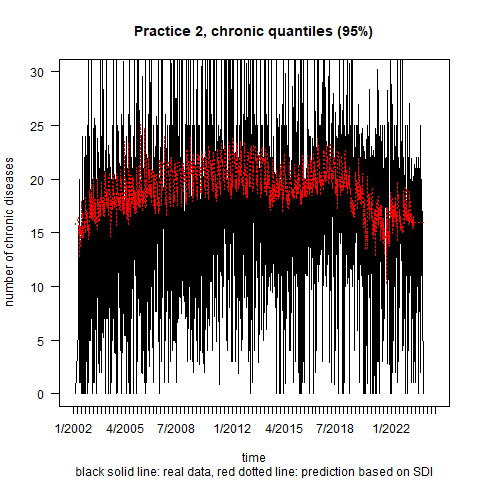 Practice 2, chronic quantiles (95%)
number of chronic diseases
30
25
20
15
10
5
0
1/2002 4/2005 7/2008 1/2012 4/2015 7/2018 1/2022
time
black solid line: real data, red dotted line: prediction based on SDI